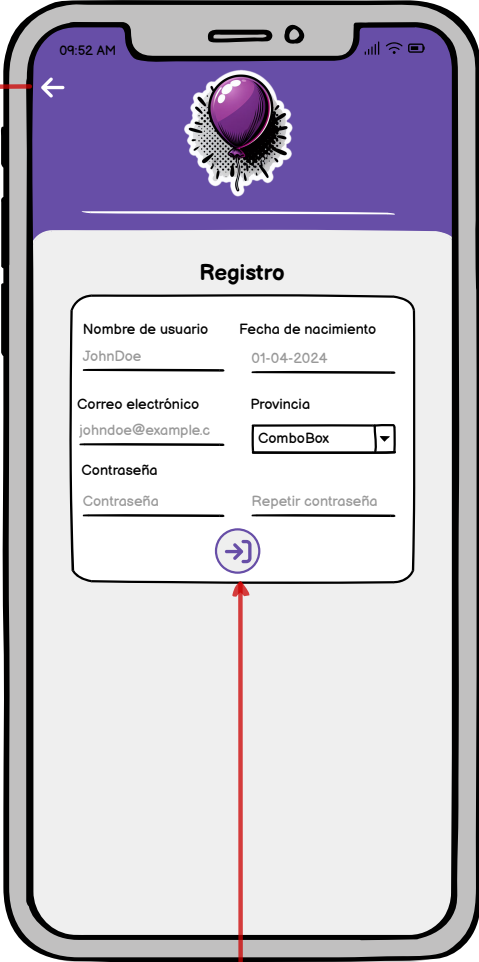 09:52 AM
Registro
Nombre de usuario Fecha de nacimiento
JohnDoe 01-04-2024
Correo electrónico Provincia
johndoe@example.c ComboBox
Contraseña
Contraseña Repetir contraseña